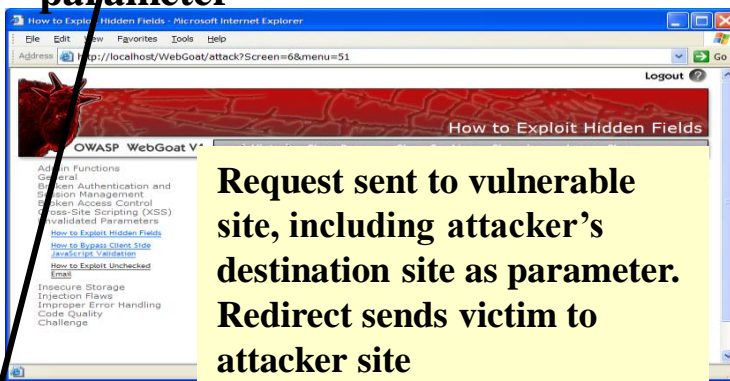 parameter
How to Exploit Hidden Fields - Microsoft Internet Explorer
File Edit View Favorites Tools Help
Address http://localhost/WebGoat/attack?Screen=6&menu=51 Go
Logout ?
How to Exploit Hidden Fields
OWASP WebGoat
Admin Functions
General
Broken Authentication and
Session Management
Broken Access Control
Cross-Site Scripting (XSS)
Unvalidated Parameters
How to Exploit Hidden Fields
How to Bypass Client Side
JavaScript Validation
How to Exploit Unchecked
Email
Insecure Storage
Injection Flaws
Improper Error Handling
Code Quality
Challenge
Request sent to vulnerable
site, including attacker’s
destination site as parameter.
Redirect sends victim to
attacker site